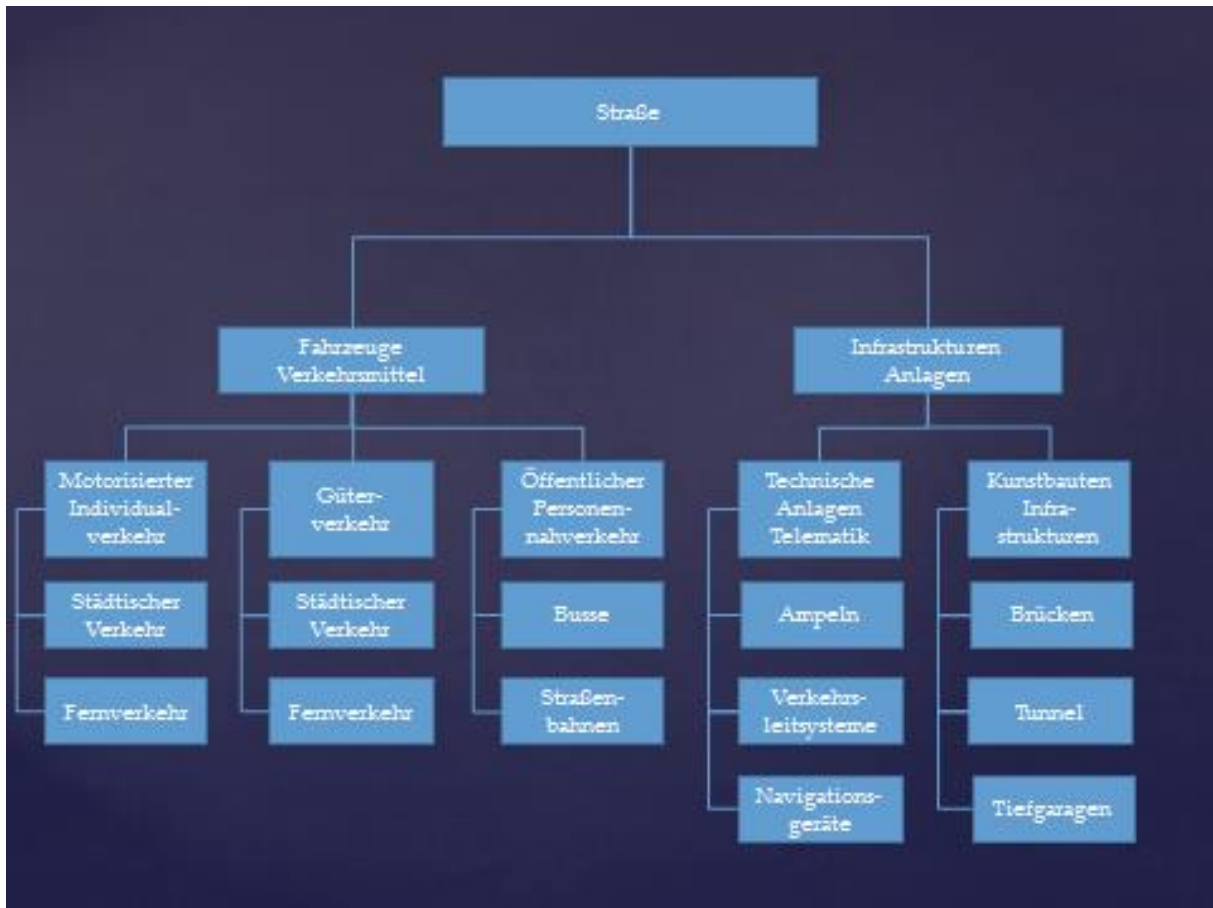 Straße
Fahrzeuge
Verkehrsmittel
Infrastrukturen
Anlagen
Motorisierter
Individual-
verkehr
Städtischer
Verkehr
Fernverkehr
Güter-
verkehr
Städtischer
Verkehr
Fernverkehr
Öffentlicher
Personen-
nahverkehr
Busse
Straßen-
bahnen
Technische
Anlagen
Telematik
Ampeln
Verkehrs-
leitsysteme
Navigations-
geräte
Kunstbauten
Infra-
strukturen
Brücken
Tunnel
Tiefgaragen